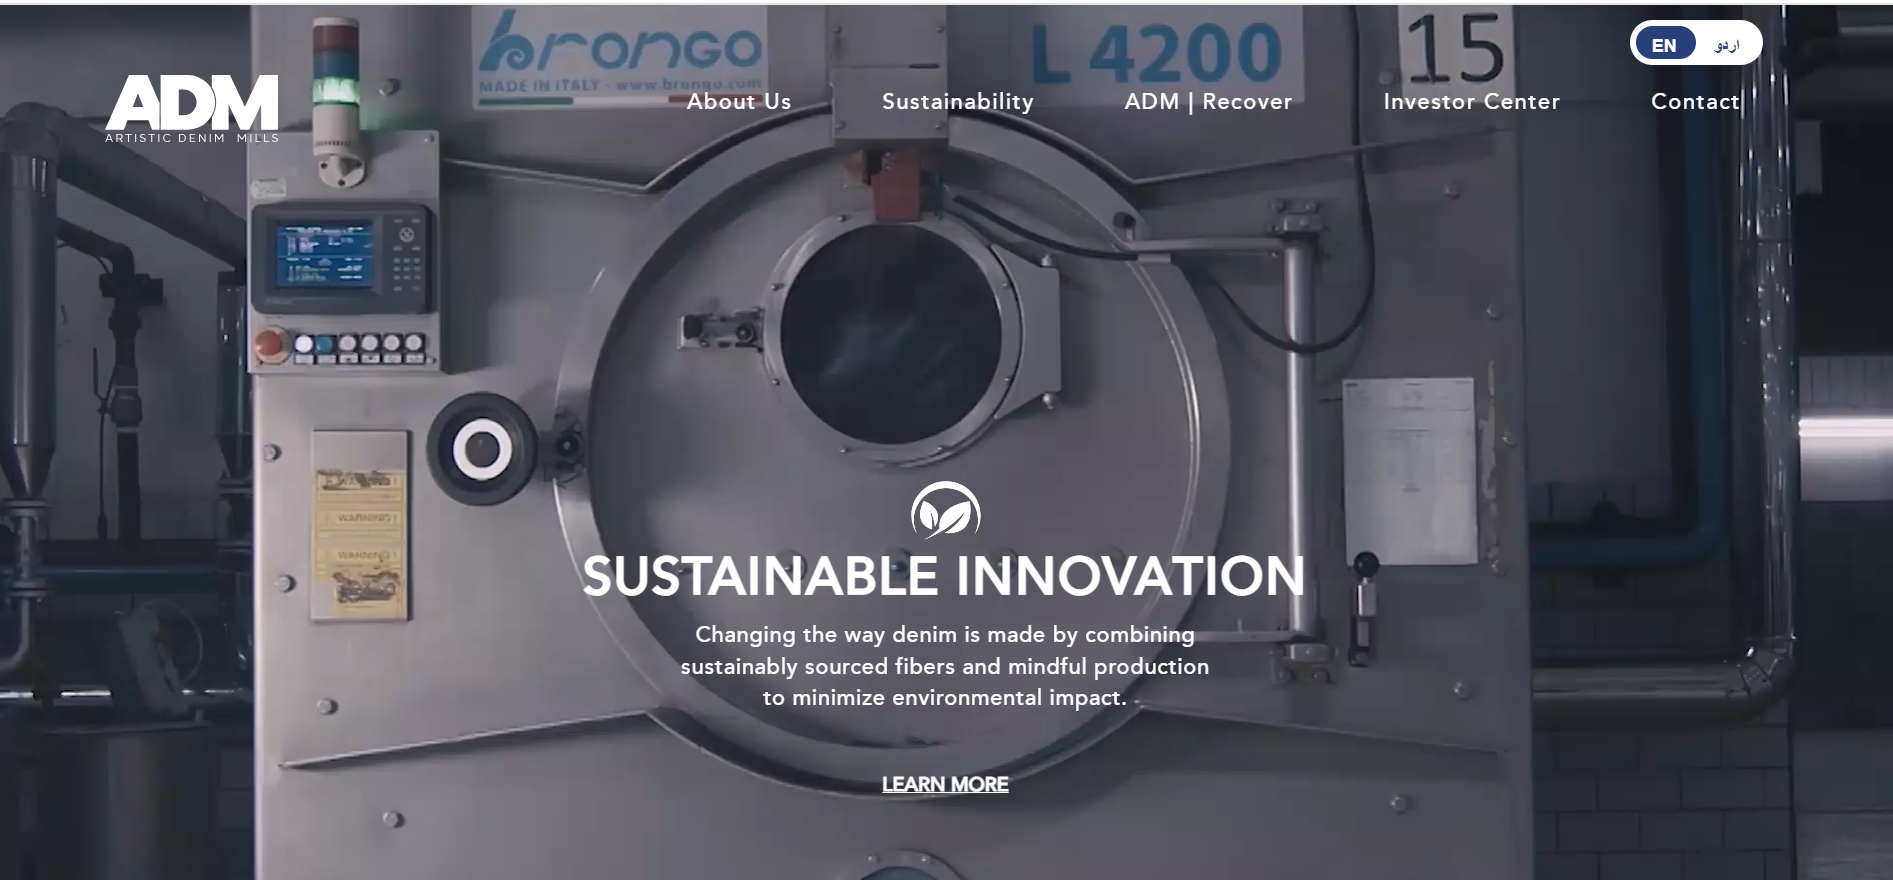 brongo
MADE IN ITALY - www.brongo.com
L 4200
15
EN
اردو
ADM
ARTISTIC DENIM MILLS
About Us
Sustainability
ADM | Recover
Investor Center
Contact
WARNING!
WARNING!
WARNING!
SUSTAINABLE INNOVATION
Changing the way denim is made by combining
sustainably sourced fibers and mindful production
to minimize environmental impact.
LEARN MORE